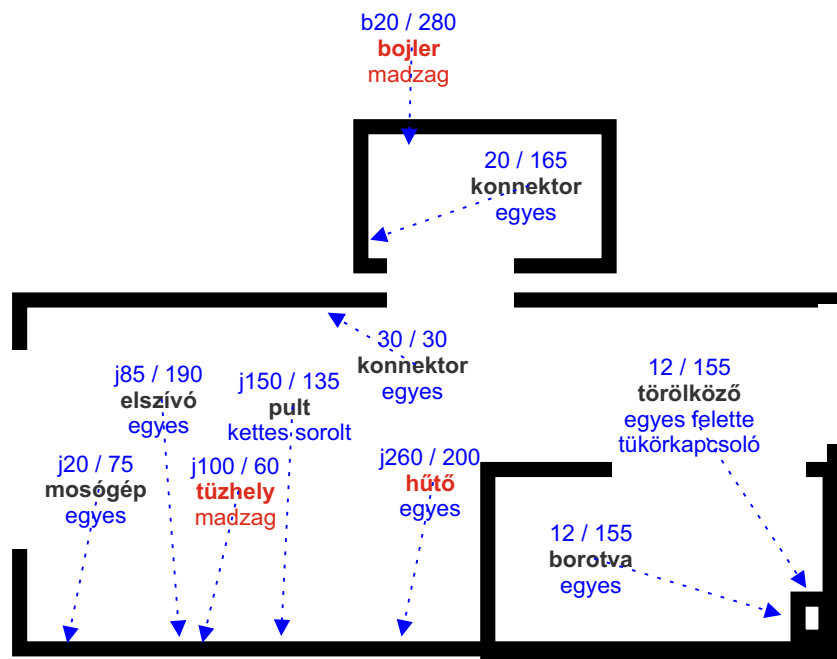 b20 / 280
bojler
madzag
20 / 165
konnektor
egyes
30 / 30
konnektor
egyes
j85 / 190
elszívó
egyes
j150 / 135
pult
kettes sorolt
12 / 155
törölköző
egyes felette
tükörkapcsoló
j20 / 75
mosógép
egyes
j100 / 60
tüzhely
madzag
j260 / 200
hűtő
egyes
12 / 155
borotva
egyes